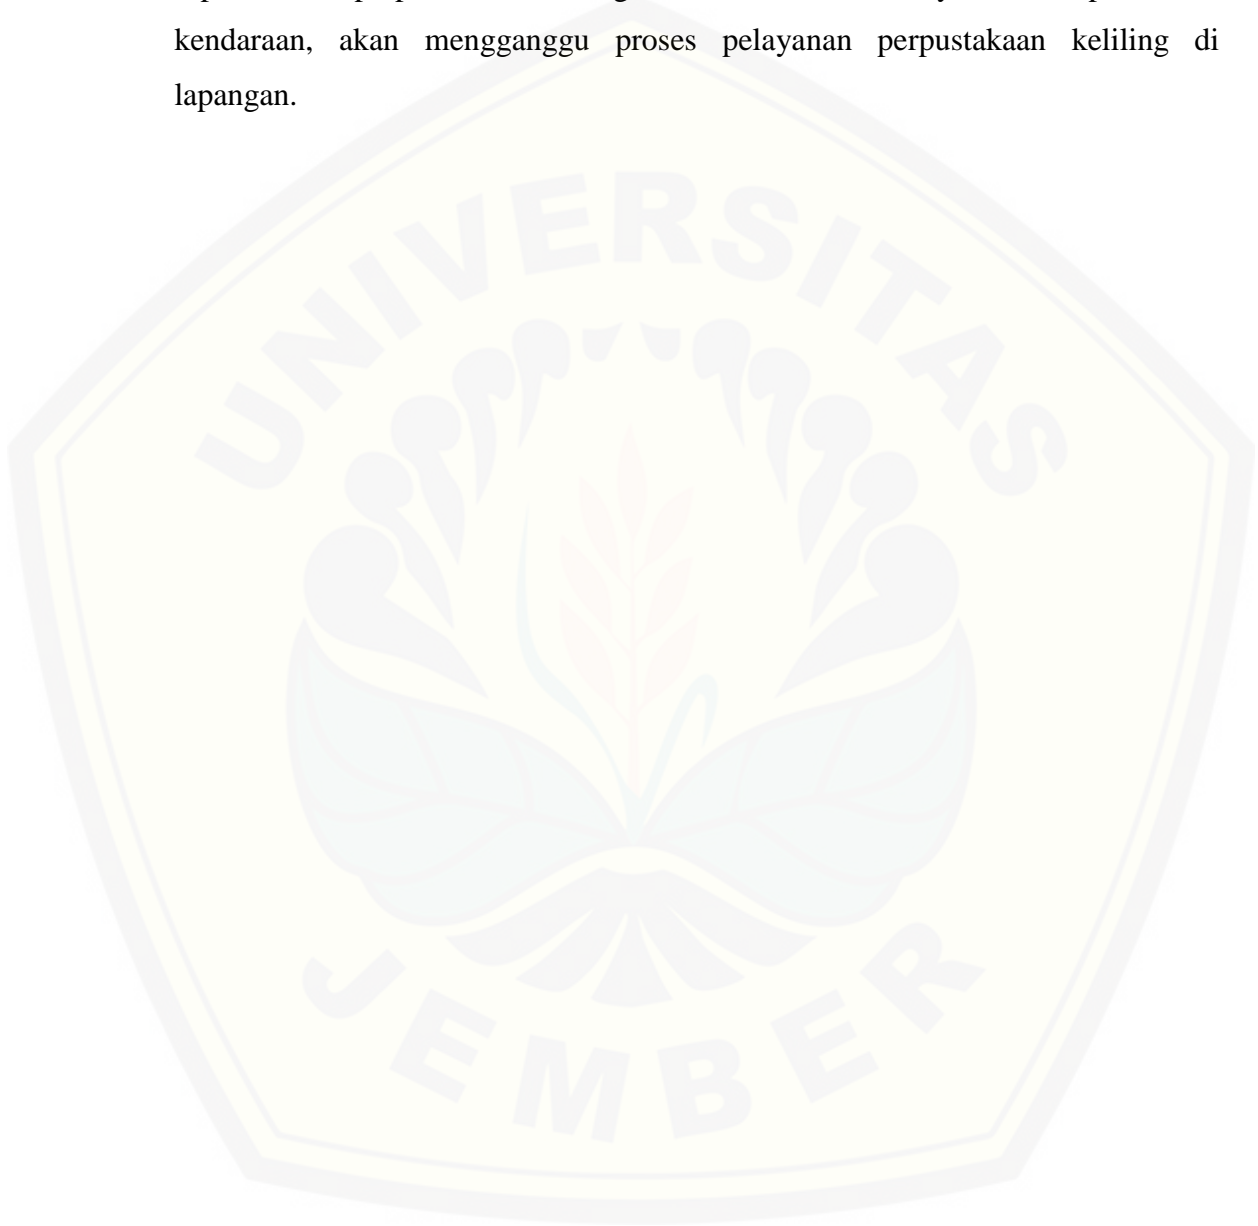 kendaraan, akan mengganggu proses pelayanan perpustakaan keliling di
lapangan.
UNIVERSITAS
JEMBER